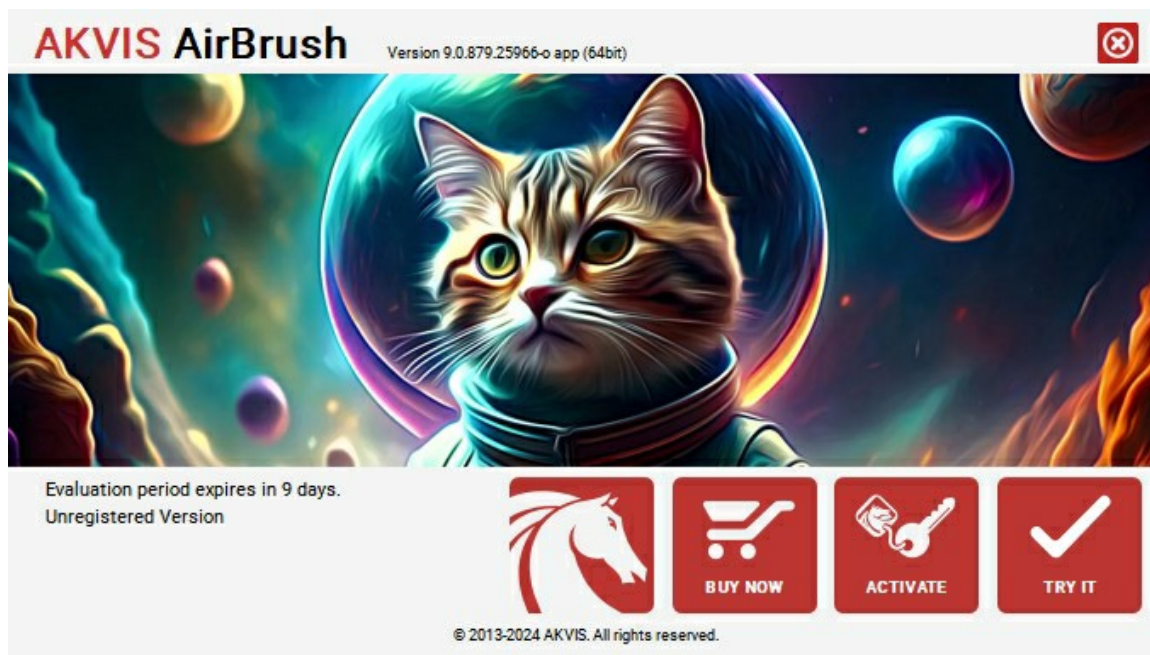 AKVIS AirBrush Version 9.0.879.25966-o app (64bit)
Evaluation period expires in 9 days.
Unregistered Version
BUY NOW
ACTIVATE
TRY IT
© 2013-2024 AKVIS. All rights reserved.